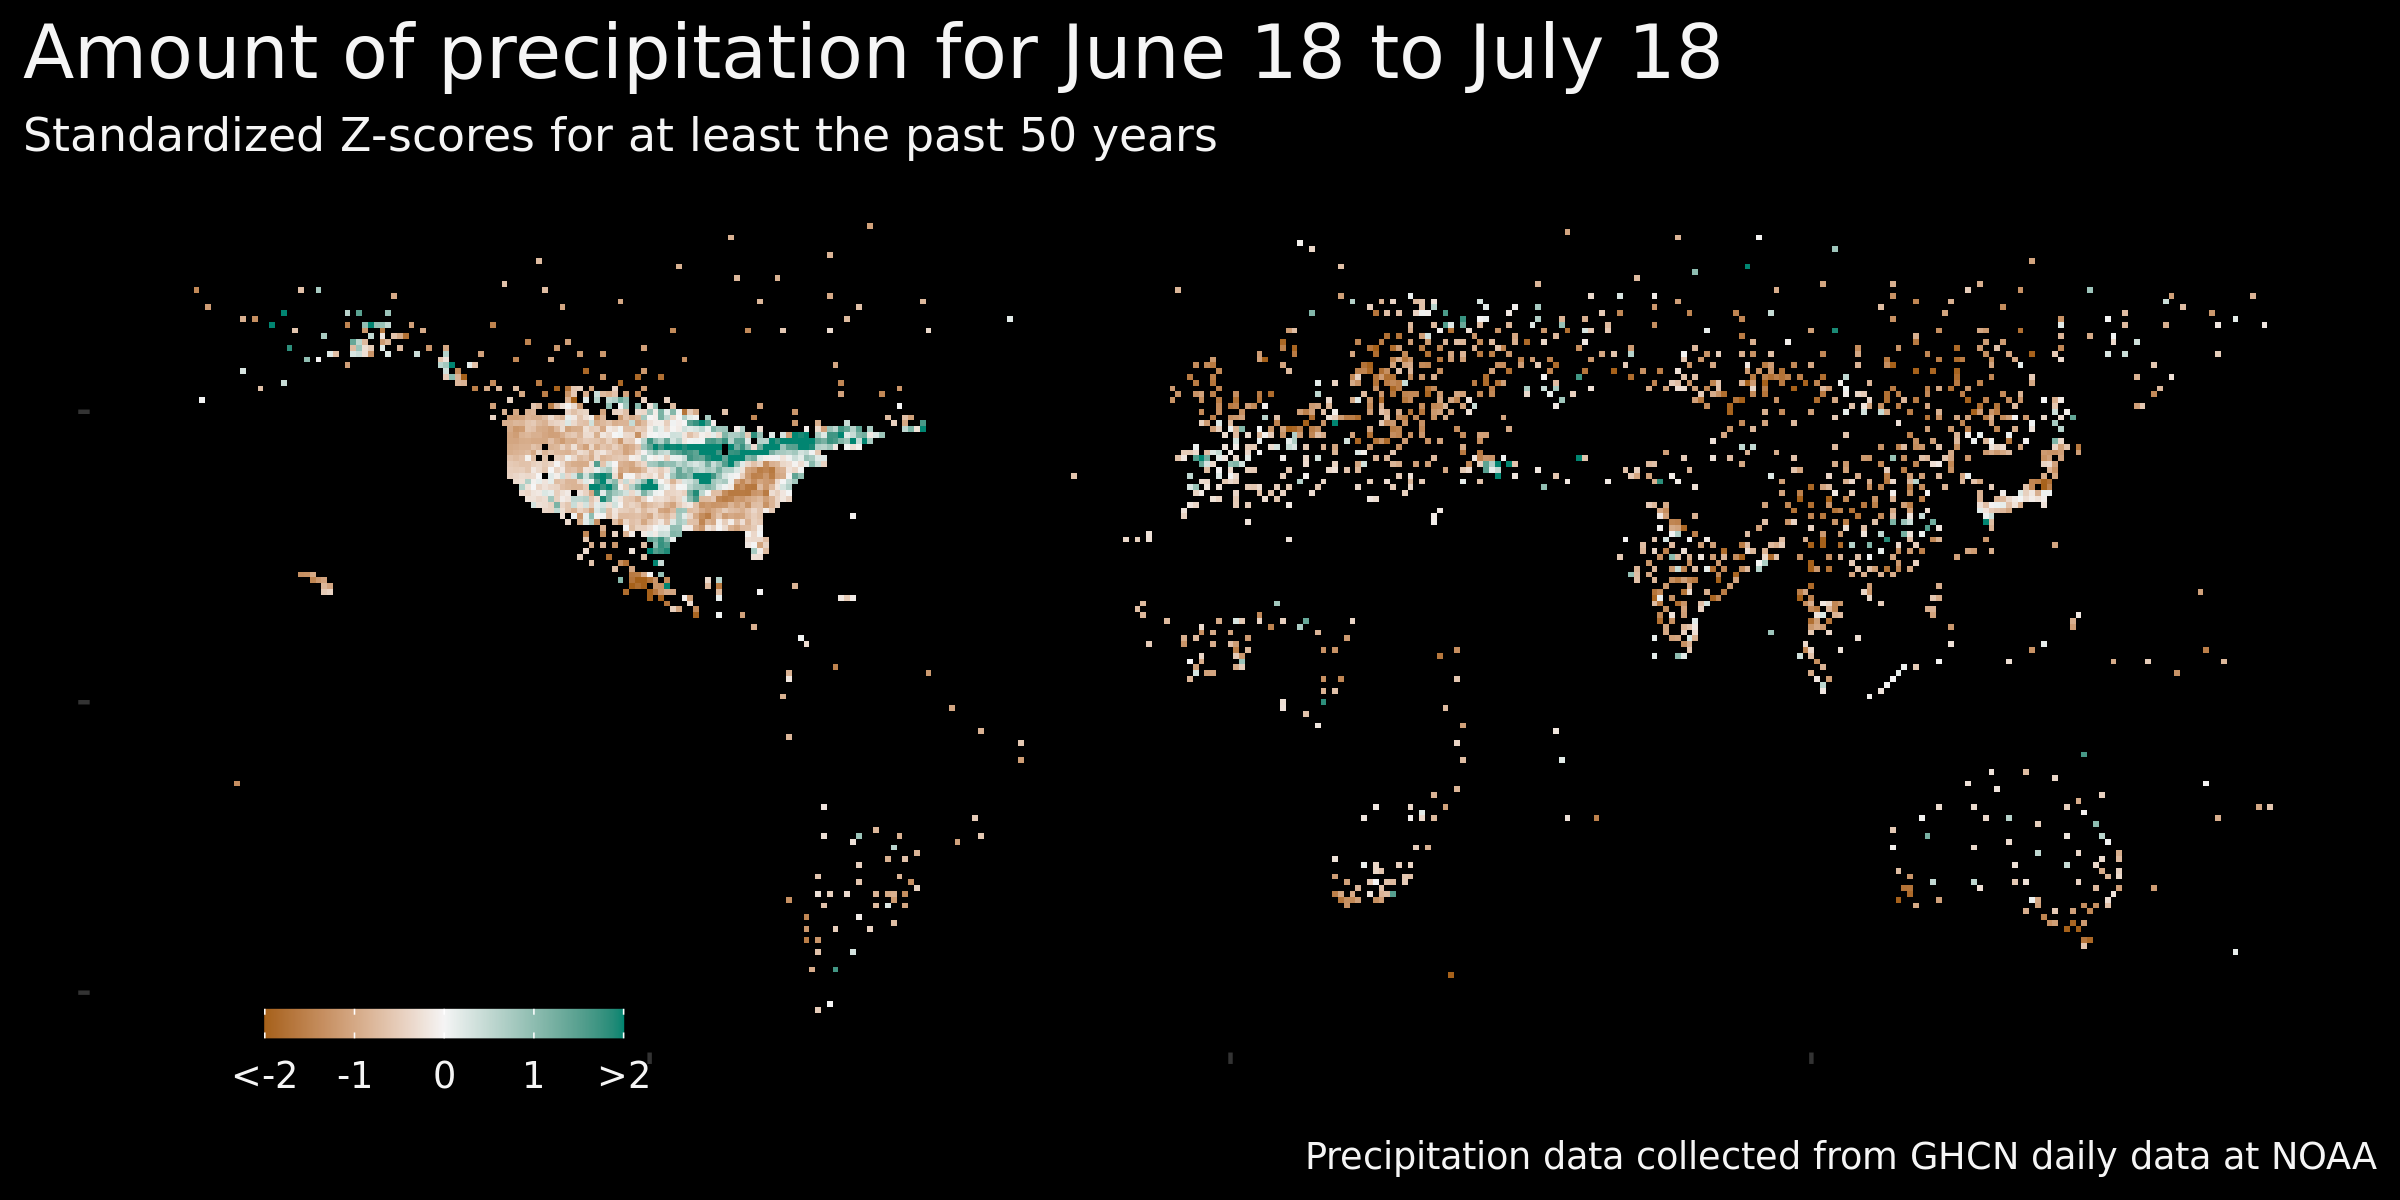 Amount of precipitation for June 18 to July 18
Standardized Z-scores for at least the past 50 years
<-2 -1 0 1 >2
Precipitation data collected from GHCN daily data at NOAA